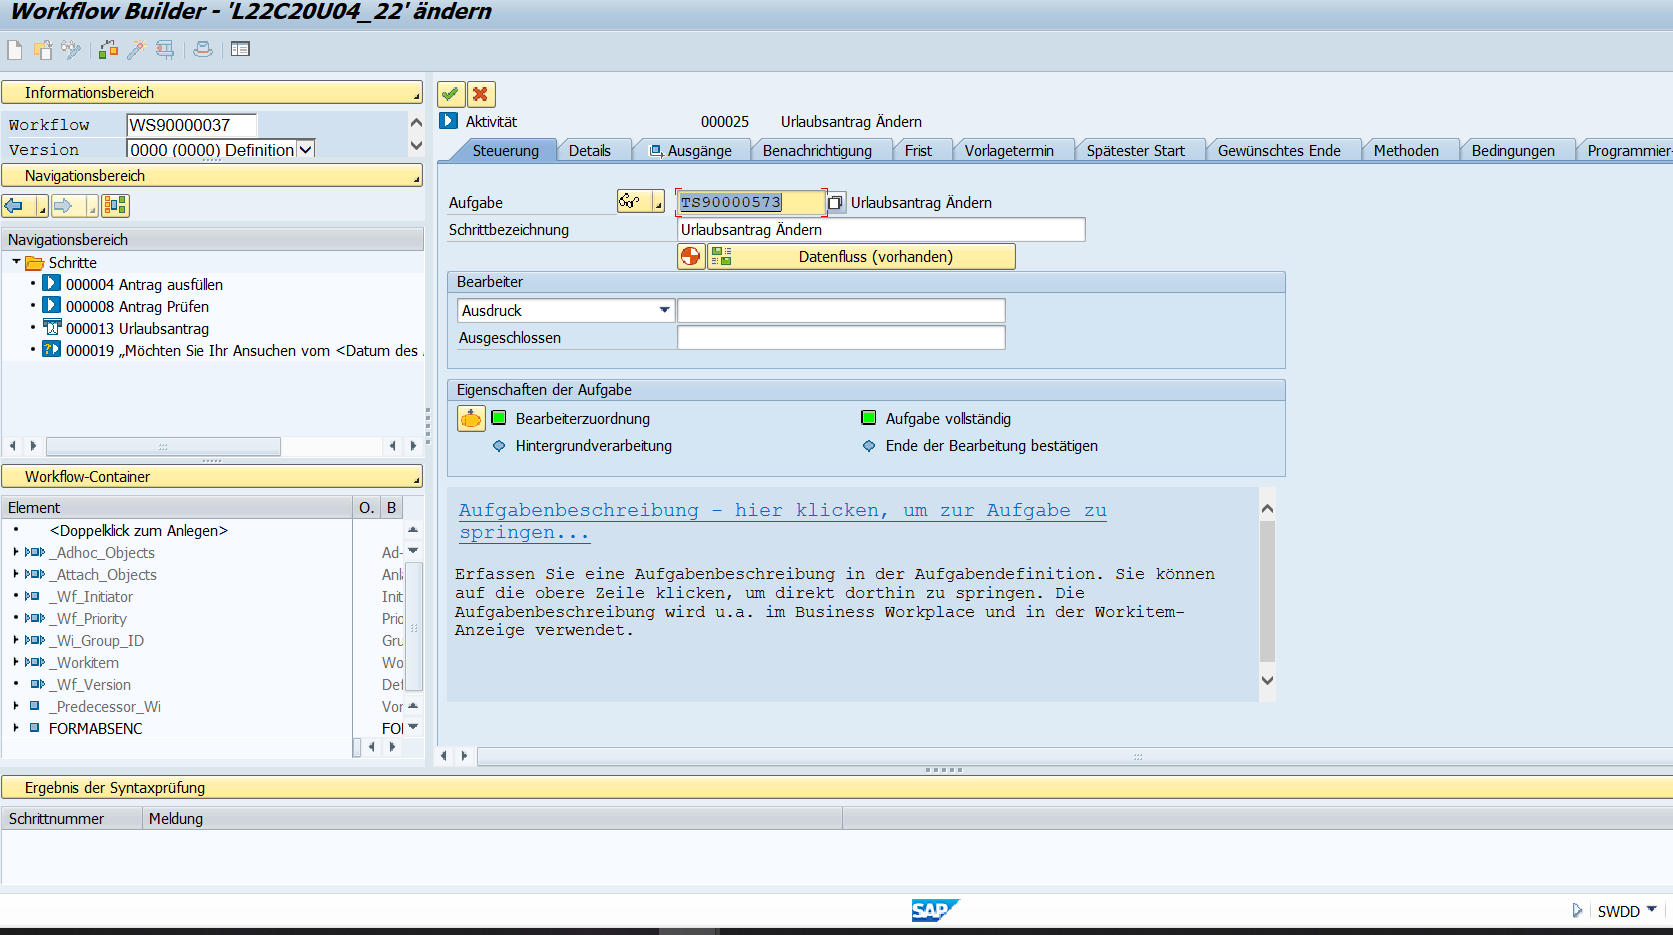 Workflow Builder - 'L22C20U04_22' ändern
Informationsbereich
Workflow WS90000037
Version 0000 (0000) Definition
Navigationsbereich
Navigationsbereich
Schritte
000004 Antrag ausfüllen
000008 Antrag Prüfen
000013 Urlaubsantrag
000019 „Möchten Sie Ihr Ansuchen vom <Datum des
Workflow-Container
Element O. B
<Doppelklick zum Anlegen>
_Adhoc_Objects Ad-
_Attach_Objects Anl
_Wf_Initiator Init
_Wf_Priority Prio
_Wi_Group_ID Gru
_Workitem Wo
_Wf_Version Def
_Predecessor_Wi Vor
FORMABSENC FO
Aktivität 000025 Urlaubsantrag Ändern
Steuerung Details Ausgänge Benachrichtigung Frist Vorlagetermin Spätester Start Gewünschtes Ende Methoden Bedingungen Programmier-
Aufgabe TS90000573 Urlaubsantrag Ändern
Schrittbezeichnung Urlaubsantrag Ändern
Datenfluss (vorhanden)
Bearbeiter
Ausdruck
Ausgeschlossen
Eigenschaften der Aufgabe
Bearbeiterzuordnung Aufgabe vollständig
Hintergrundverarbeitung Ende der Bearbeitung bestätigen
Aufgabenbeschreibung - hier klicken, um zur Aufgabe zu
springen...
Erfassen Sie eine Aufgabenbeschreibung in der Aufgabendefinition. Sie können
auf die obere Zeile klicken, um direkt dorthin zu springen. Die
Aufgabenbeschreibung wird u.a. im Business Workplace und in der Workitem-
Anzeige verwendet.
Ergebnis der Syntaxprüfung
Schrittnummer Meldung
SAP
SWDD